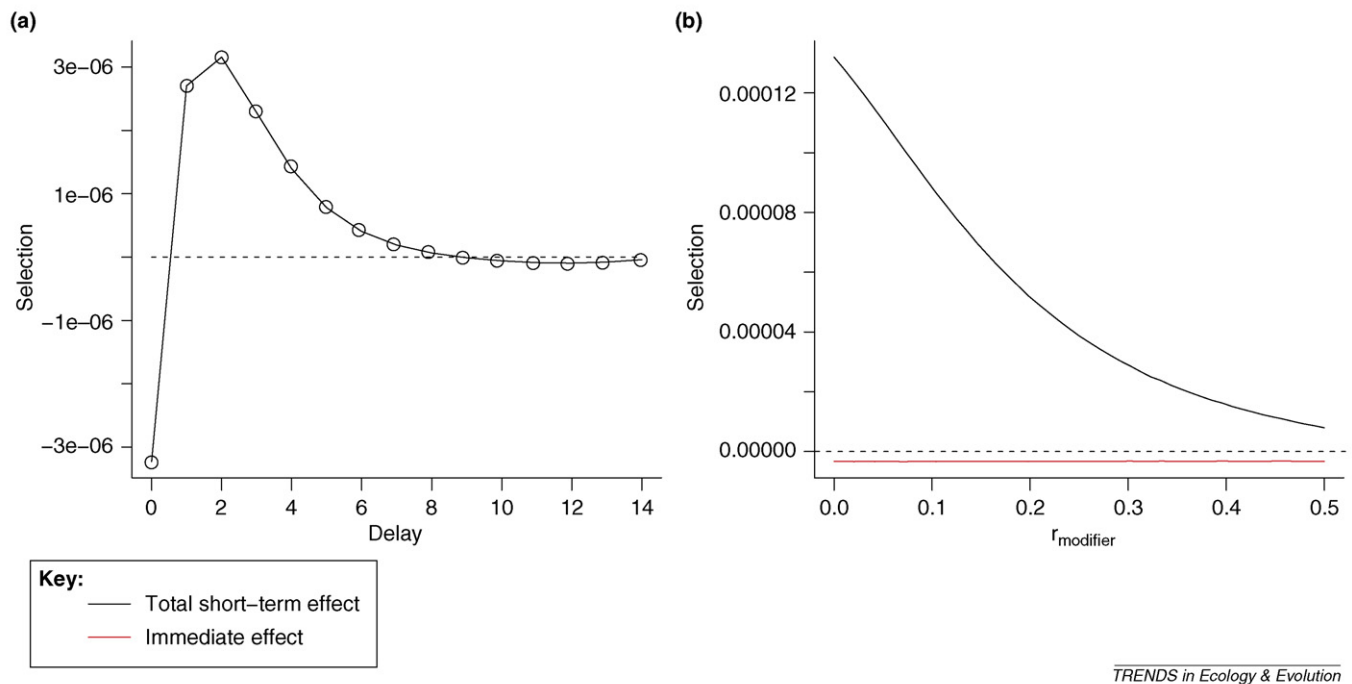 (a)
3e−06
1e−06
−1e−06
−3e−06
Selection
0 2 4 6 8 10 12 14
Delay
(b)
0.00012
0.00008
0.00004
0.00000
Selection
0.0 0.1 0.2 0.3 0.4 0.5
rmodifier
Key:
Total short−term effect
Immediate effect
TRENDS in Ecology & Evolution